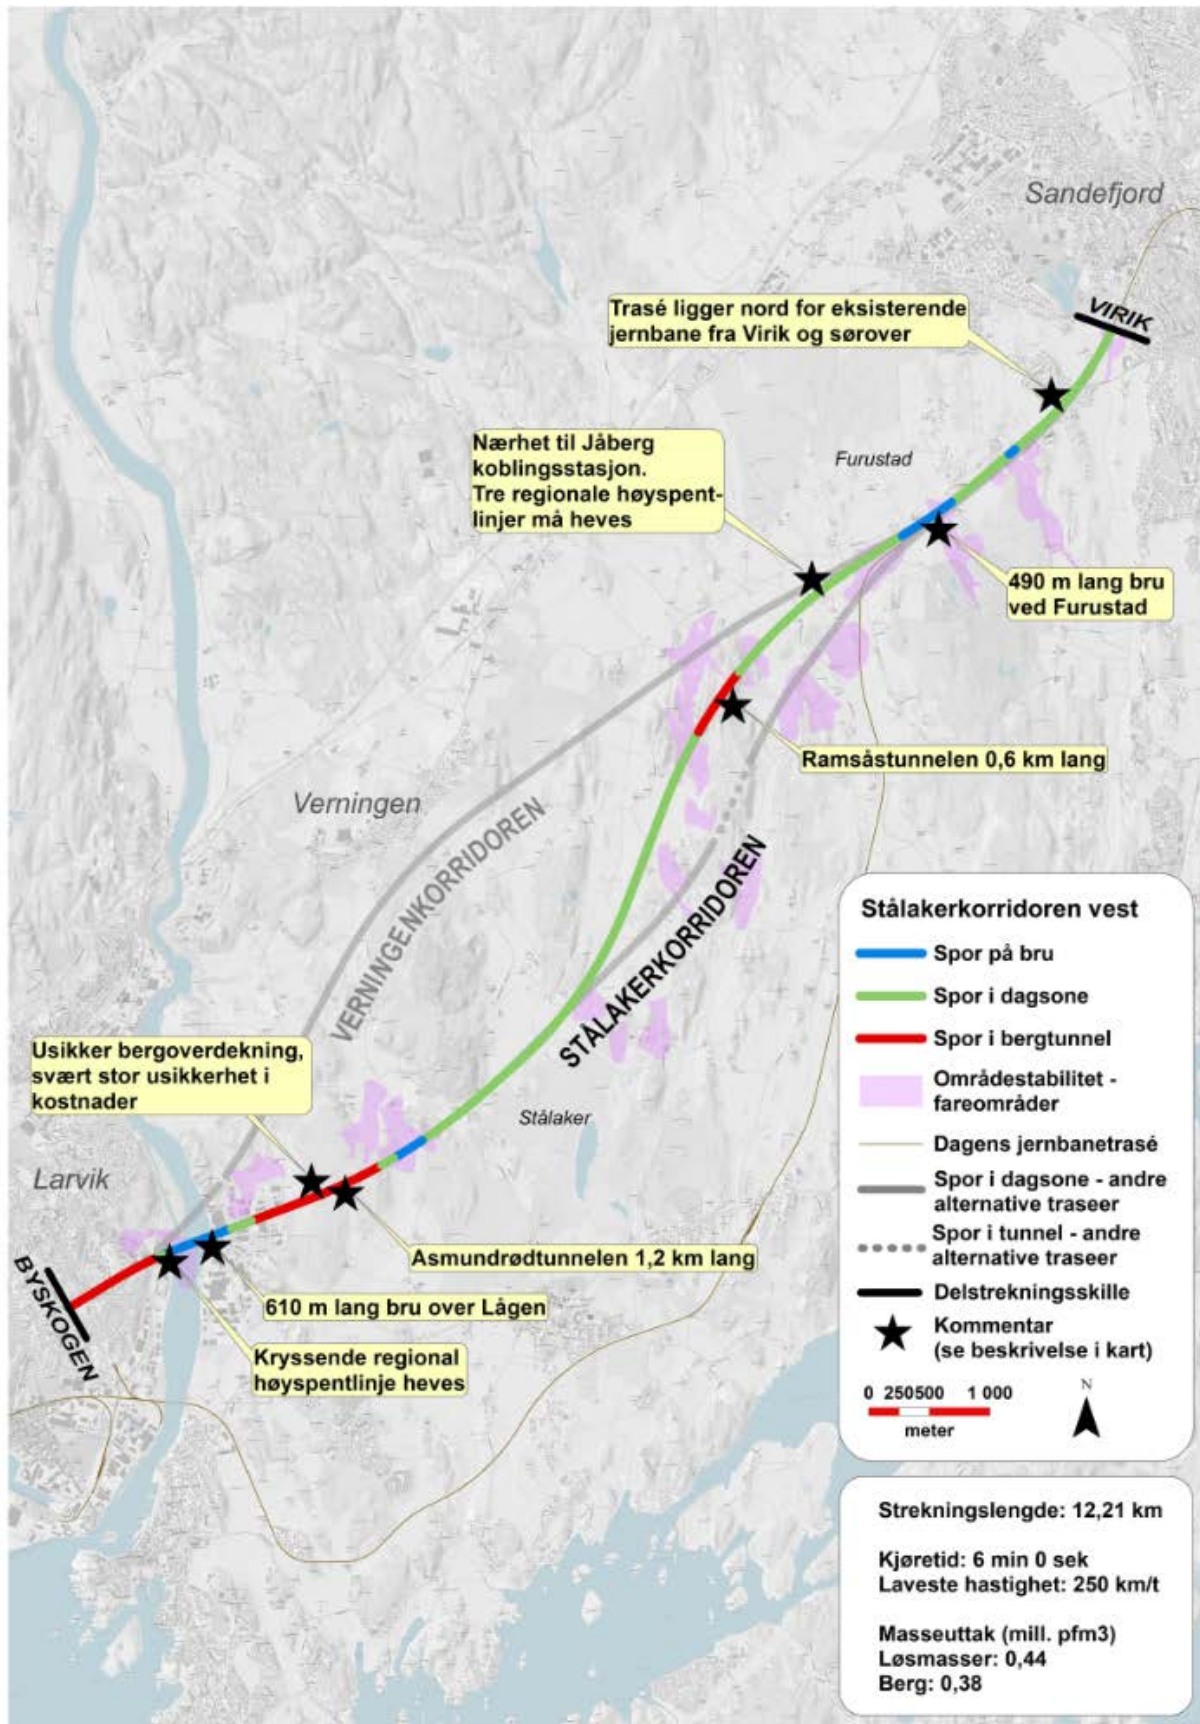 Sandefjord
VIRIK
Trasé ligger nord for eksisterende
jernbane fra Virik og sørover
Nærhet til Jåberg
koblingsstasjon.
Tre regionale høyspent-
linjer må heves
Furustad
490 m lang bru
ved Furustad
Ramsåstunnelen 0,6 km lang
Verningen
VERNINGENKORRIDOREN
STÅLAKERKORRIDOREN
Usikker bergoverdekning,
svært stor usikkerhet i
kostnader
Stålaker
Larvik
Asmundrødtunnelen 1,2 km lang
610 m lang bru over Lågen
BYSKOGEN
Kryssende regional
høyspentlinje heves
Stålakerkorridoren vest
Spor på bru
Spor i dagsone
Spor i bergtunnel
Områdestabilitet -
fareområder
Dagens jernbanetrasé
Spor i dagsone - andre
alternative traseer
Spor i tunnel - andre
alternative traseer
Delstrekningsskille
Kommentar
(se beskrivelse i kart)
0 250500 1 000
meter
N
Strekningslengde: 12,21 km
Kjøretid: 6 min 0 sek
Laveste hastighet: 250 km/t
Masseuttak (mill. pfm3)
Løsmasser: 0,44
Berg: 0,38